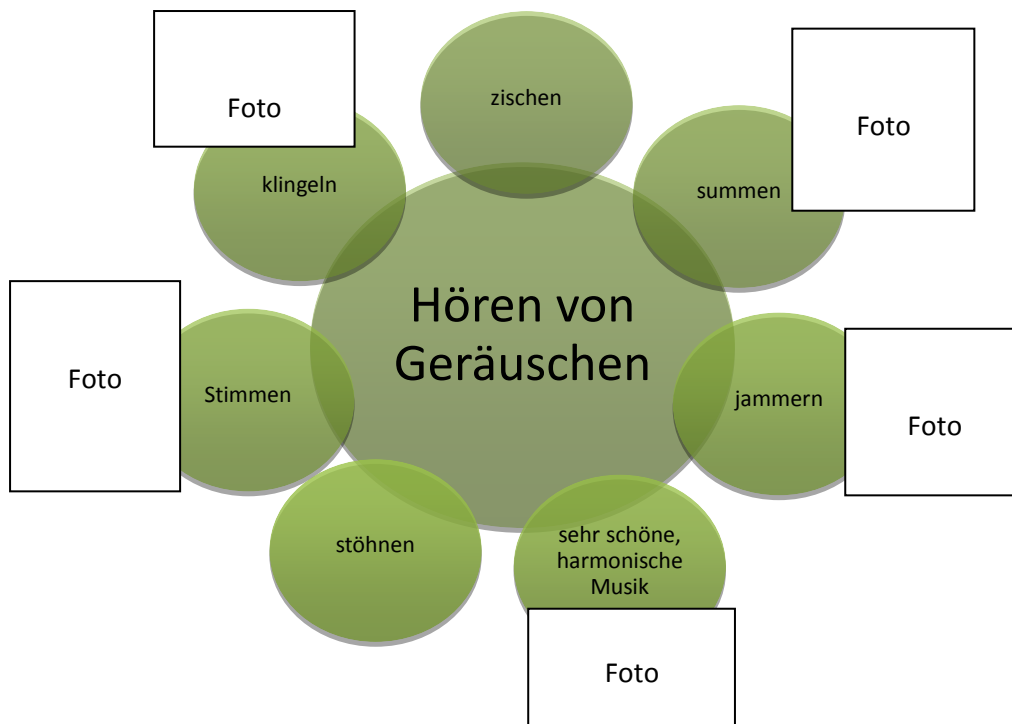 Foto
zischen
Foto
klingeln
summen
Hören von
Geräuschen
Foto
Stimmen
jammern
Foto
stöhnen
sehr schöne,
harmonische
Musik
Foto